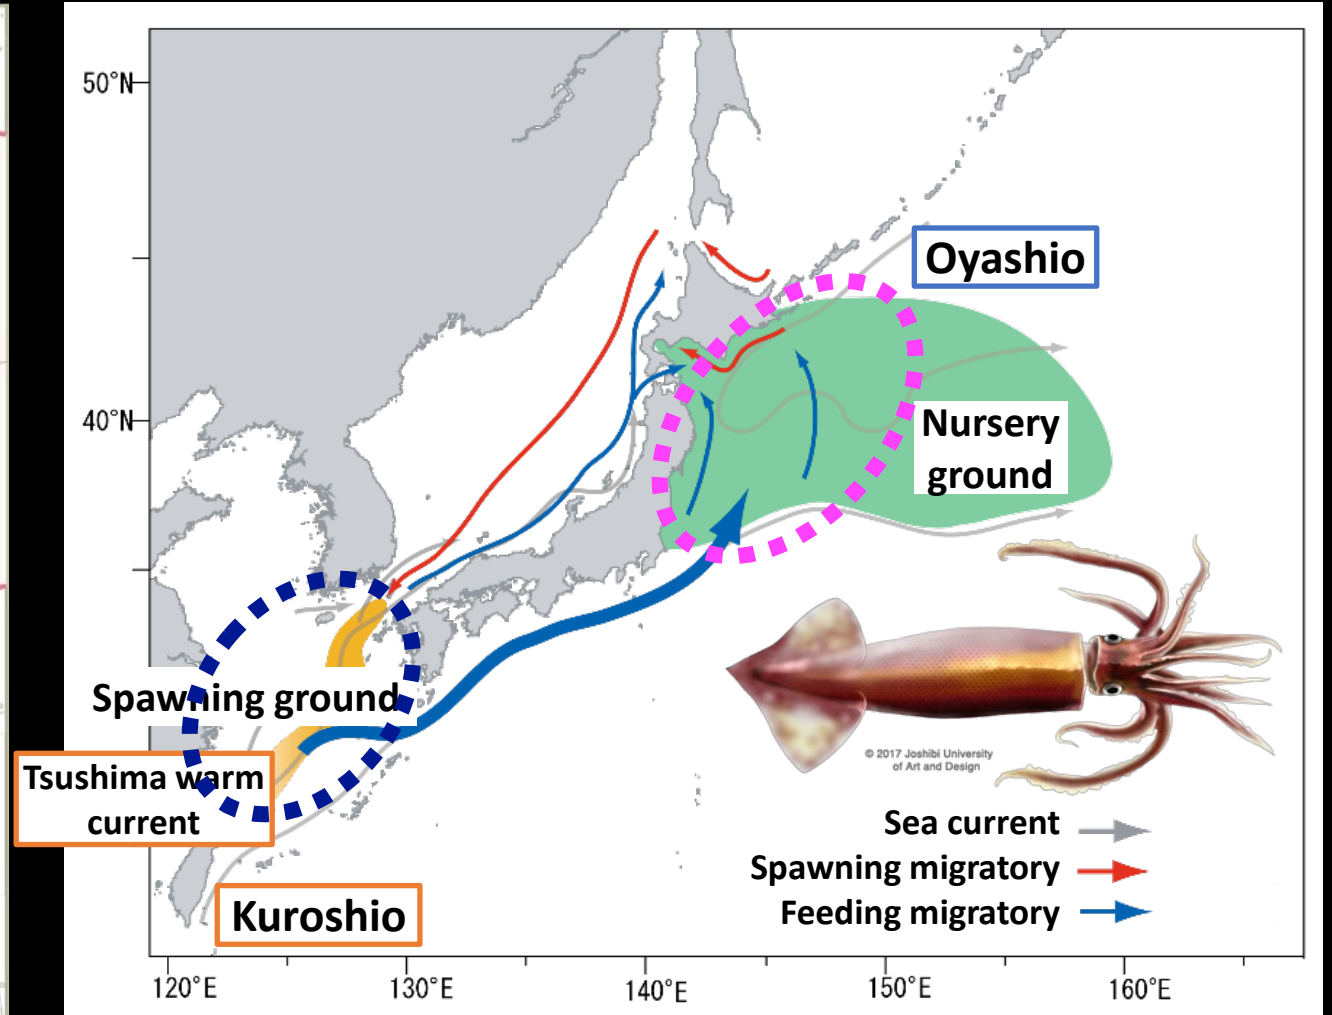 50°N
Oyashio
40°N
Nursery
ground
Spawning ground
Tsushima warm
current
© 2017 Joshibi University
of Art and Design
Sea current
Spawning migratory
Feeding migratory
Kuroshio
120°E
130°E
140°E
150°E
160°E